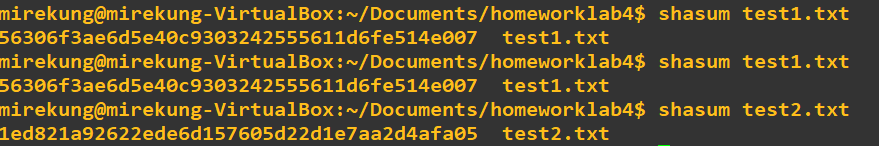 mirekung@mirekung-VirtualBox:~/Documents/homeworklab4$ shasum test1.txt
56306f3ae6d5e40c9303242555611d6fe514e007  test1.txt
mirekung@mirekung-VirtualBox:~/Documents/homeworklab4$ shasum test1.txt
56306f3ae6d5e40c9303242555611d6fe514e007  test1.txt
mirekung@mirekung-VirtualBox:~/Documents/homeworklab4$ shasum test2.txt
1ed821a92622ede6d157605d22d1e7aa2d4afa05  test2.txt